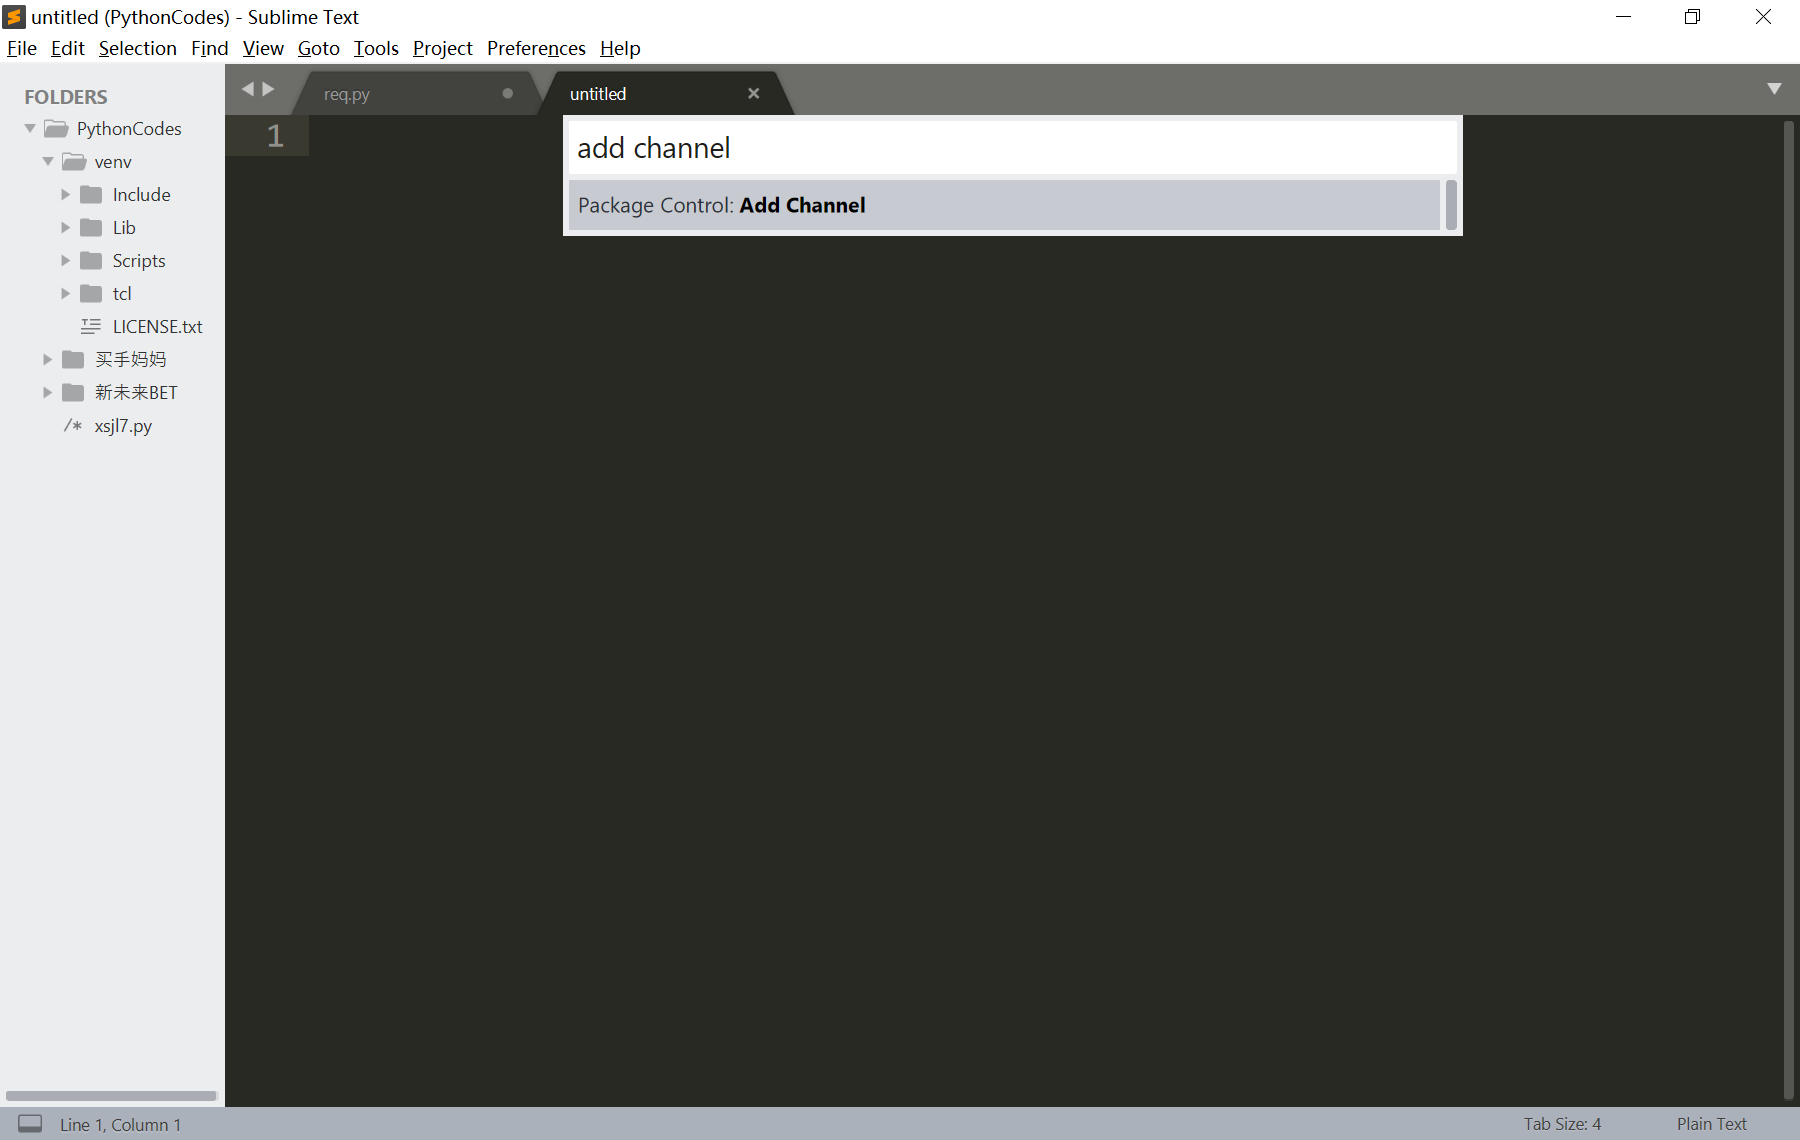 untitled (PythonCodes) - Sublime Text
File Edit Selection Find View Goto Tools Project Preferences Help
FOLDERS
PythonCodes
venv
Include
Lib
Scripts
tcl
LICENSE.txt
买手妈妈
新未来BET
/* xsjl7.py
req.py
untitled
1
add channel
Package Control: Add Channel
Line 1, Column 1
Tab Size: 4
Plain Text